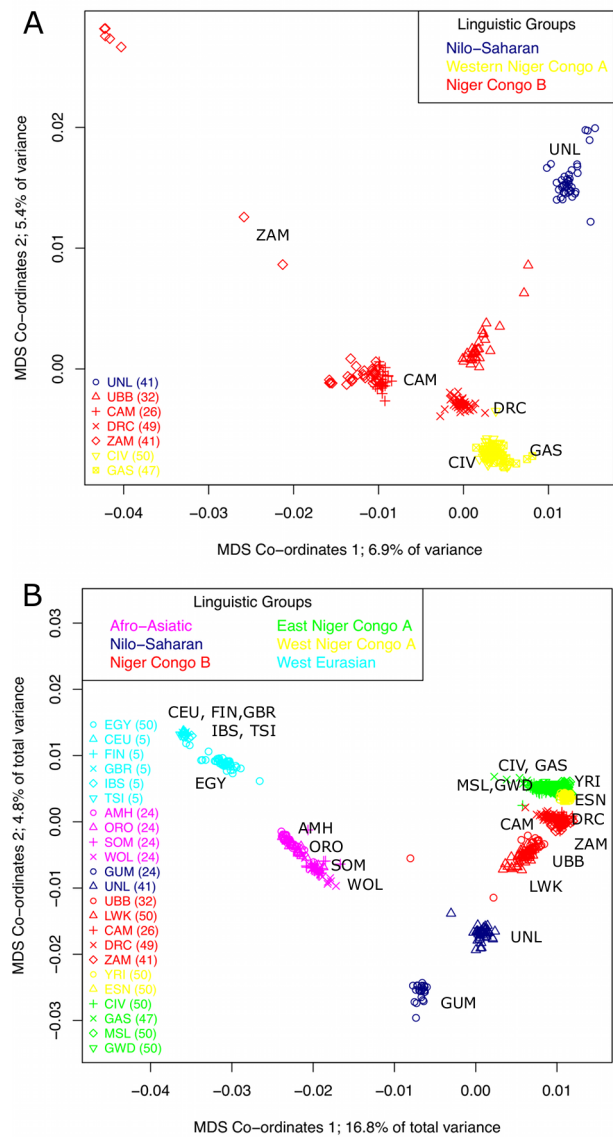 A
Linguistic Groups
Nilo−Saharan
Western Niger Congo A
Niger Congo B
MDS Co−ordinates 2; 5.4% of variance
0.02
0.01
0.00
UNL
ZAM
CAM
DRC
CIV
GAS
UNL (41)
UBB (32)
CAM (26)
DRC (49)
ZAM (41)
CIV (50)
GAS (47)
−0.04
−0.03
−0.02
−0.01
0.00
0.01
MDS Co−ordinates 1; 6.9% of variance
B
Linguistic Groups
Afro−Asiatic
East Niger Congo A
Nilo−Saharan
West Niger Congo A
Niger Congo B
West Eurasian
MDS Co−ordinates 2; 4.8% of total variance
0.03
0.02
0.01
0.00
−0.01
−0.02
−0.03
CEU, FIN,GBR
IBS, TSI
EGY
CIV, GAS
MSL,GWD
YRI
ESN
CAM
DRC
ZAM
UBB
LWK
AMH
ORO
SOM
WOL
UNL
GUM
EGY (50)
CEU (5)
FIN (5)
GBR (5)
IBS (5)
TSI (5)
AMH (24)
ORO (24)
SOM (24)
WOL (24)
GUM (24)
UNL (41)
UBB (32)
LWK (50)
CAM (26)
DRC (49)
ZAM (41)
YRI (50)
ESN (50)
CIV (50)
GAS (47)
MSL (50)
GWD (50)
−0.04
−0.03
−0.02
−0.01
0.00
0.01
MDS Co−ordinates 1; 16.8% of total variance